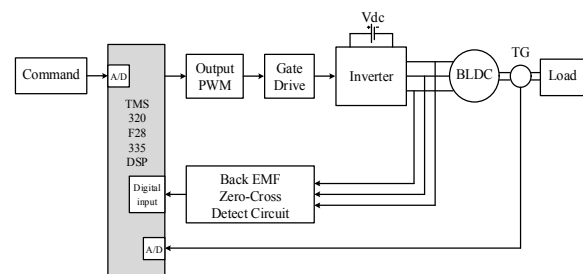 Vdc
TG
Command
A/D
Output
PWM
Gate
Drive
Inverter
BLDC
Load
TMS
320
F28
335
DSP
Digital
input
Back EMF
Zero-Cross
Detect Circuit
A/D